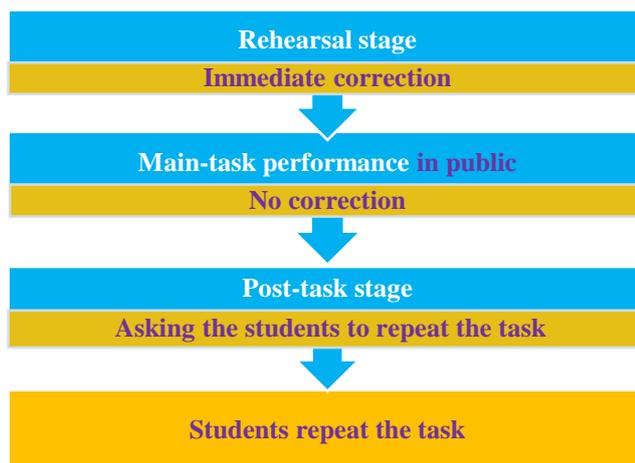 Rehearsal stage
Immediate correction
Main-task performance in public
No correction
Post-task stage
Asking the students to repeat the task
Students repeat the task